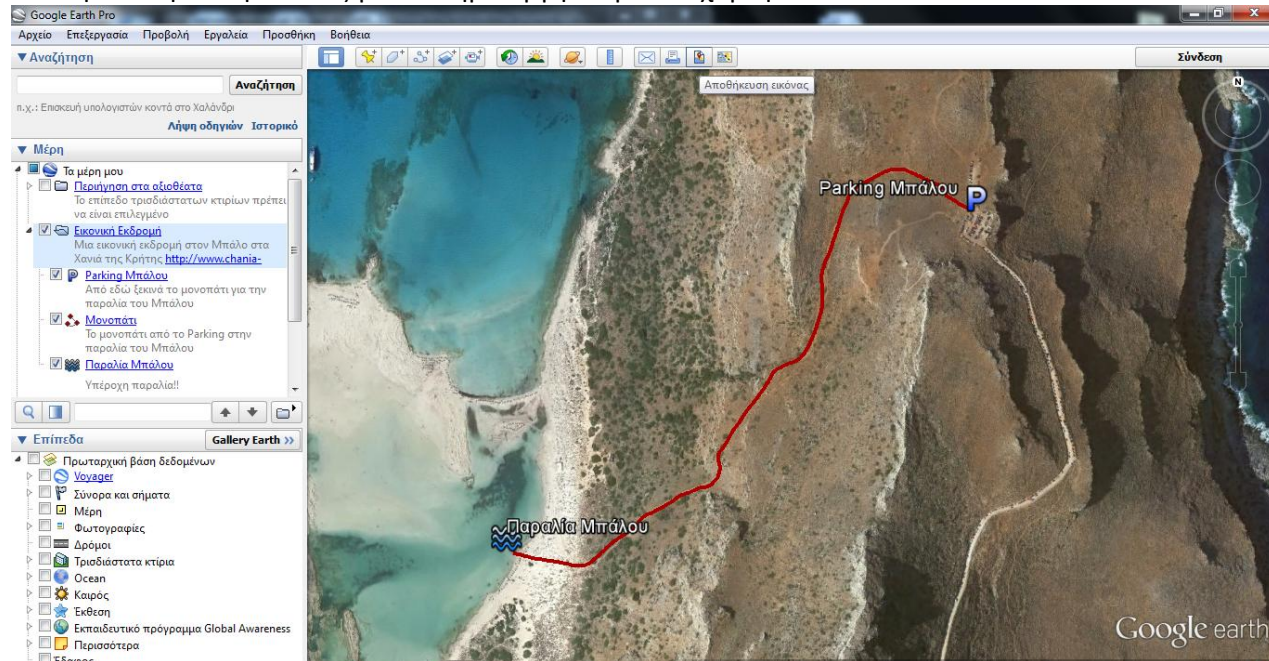 Google Earth Pro
Αρχείο Επεξεργασία Προβολή Εργαλεία Προσθήκη Βοήθεια
Αναζήτηση
Σύνδεση
Αναζήτηση
Αποθήκευση εικόνας
π.χ.: Επισκευή υπολογιστών κοντά στο Χαλάνδρι
Λήψη οδηγιών Ιστορικό
N
Μέρη
Τα μέρη μου
Περιήγηση στα αξιοθέατα
Το επίπεδο τρισδιάστατων κτιρίων πρέπει
να είναι επιλεγμένο
Εικονική Εκδρομή
Μια εικονική εκδρομή στον Μπάλο στα
Χανιά της Κρήτης http://www.chania-
Parking Μπάλου
Από εδώ ξεκινά το μονοπάτι για την
παραλία του Μπάλου
Μονοπάτι
Το μονοπάτι από το Parking στην
παραλία του Μπάλου
Παραλία Μπάλου
Υπέροχη παραλία!!
Επίπεδα
Gallery Earth >>
Πρωταρχική βάση δεδομένων
Voyager
Σύνορα και σήματα
Μέρη
Φωτογραφίες
Δρόμοι
Τρισδιάστατα κτίρια
Ocean
Καιρός
Έκθεση
Εκπαιδευτικό πρόγραμμα Global Awareness
Περισσότερα
Έδαφος
Parking Μπάλου
P
Παραλία Μπάλου
Google earth